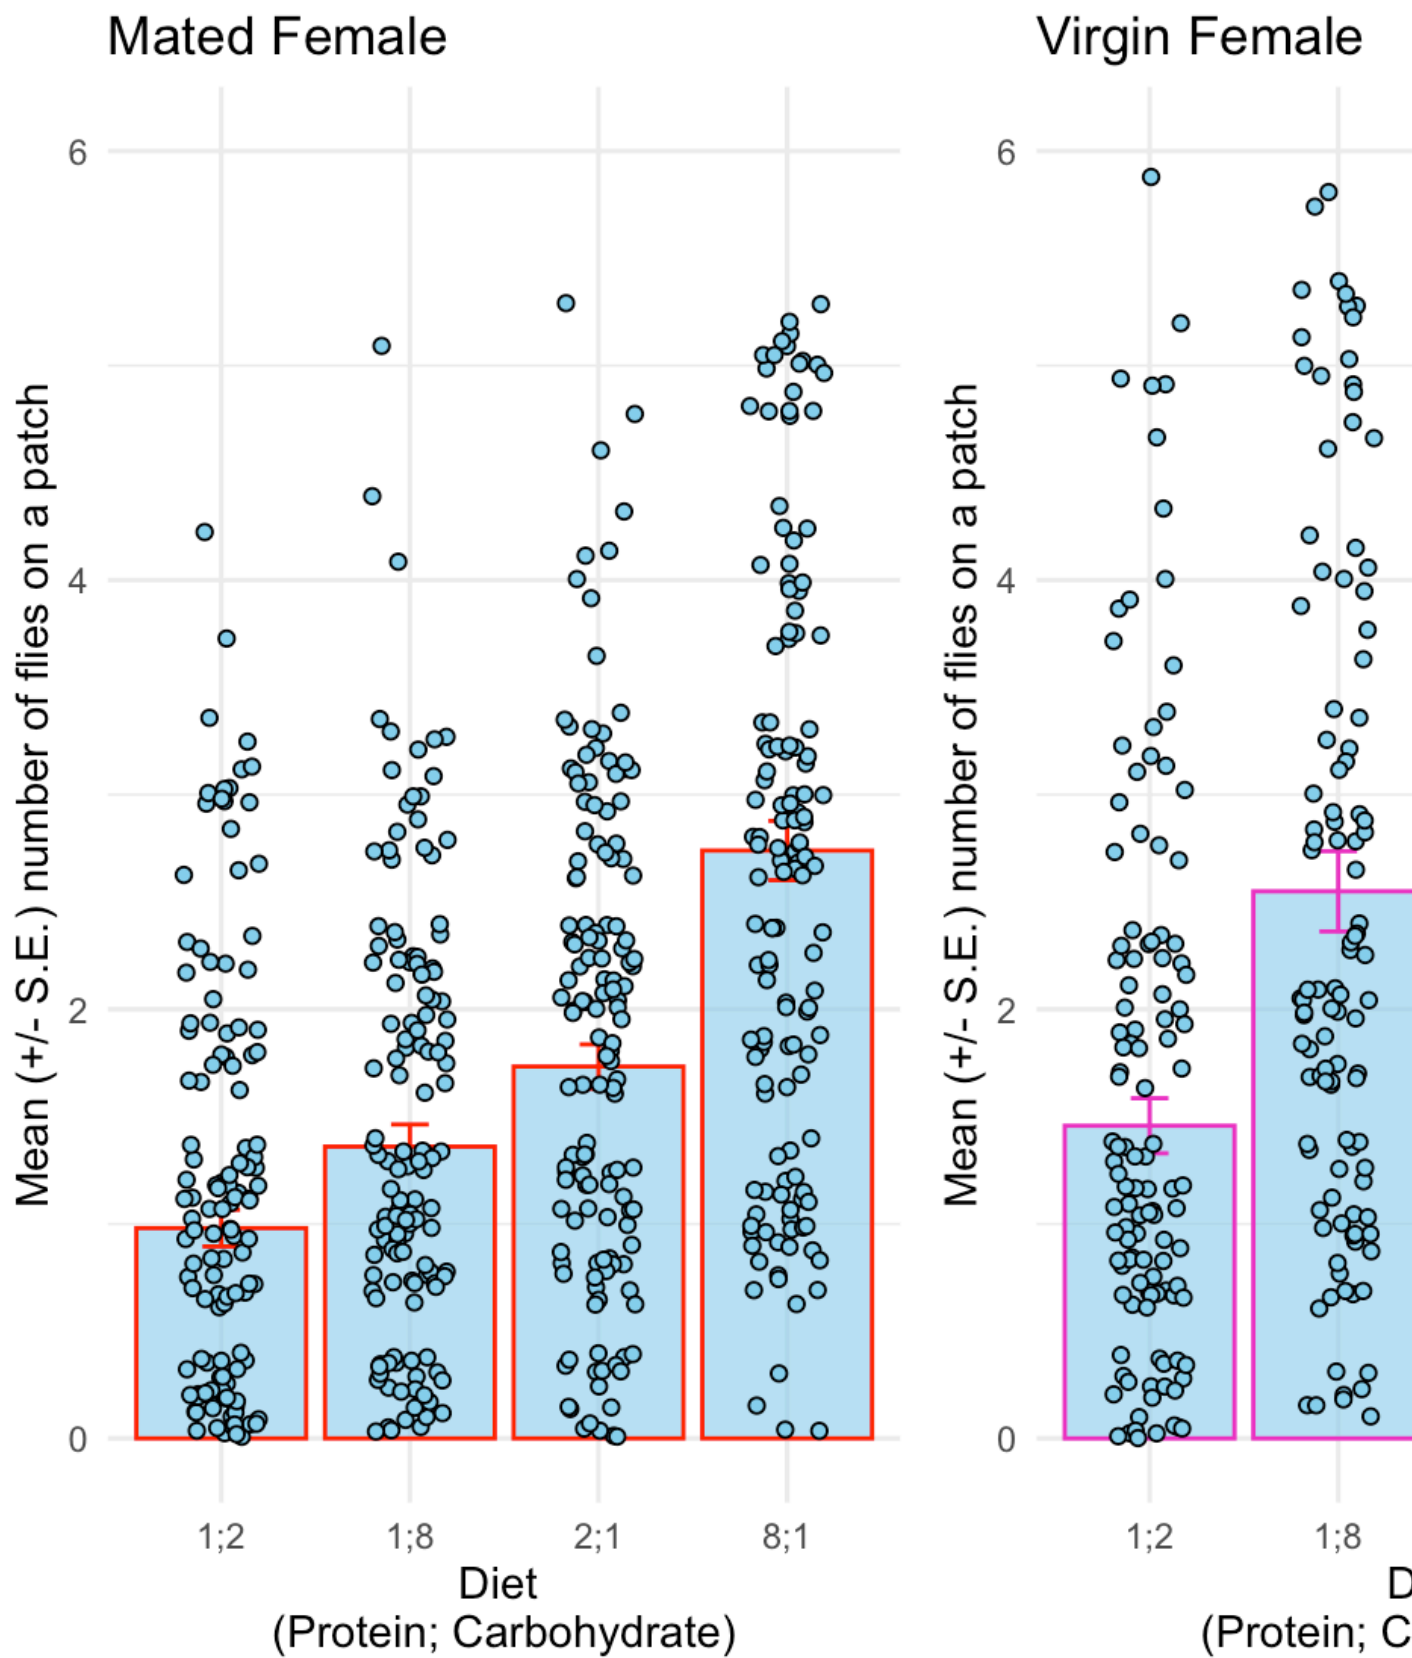 Mated Female
Mean (+/- S.E.) number of flies on a patch
6
4
2
0
1;2
1;8
2;1
8;1
Diet
(Protein; Carbohydrate)
Virgin Female
Mean (+/- S.E.) number of flies on a patch
6
4
2
0
1;2
1;8
D
(Protein; C